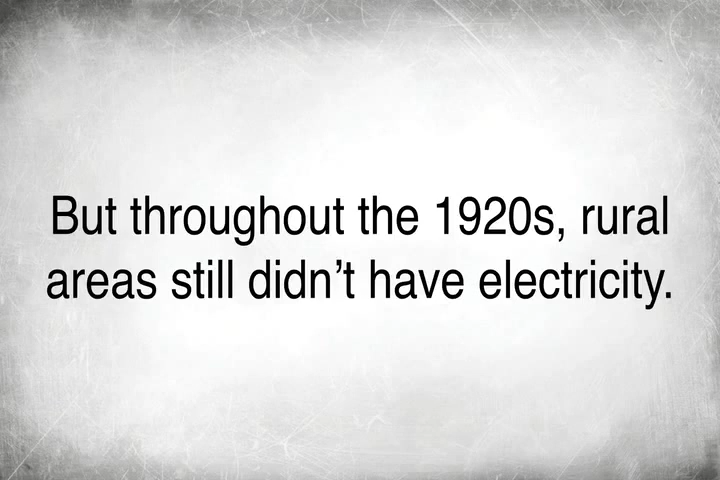 But throughout the 1920s, rural
areas still didn’t have electricity.